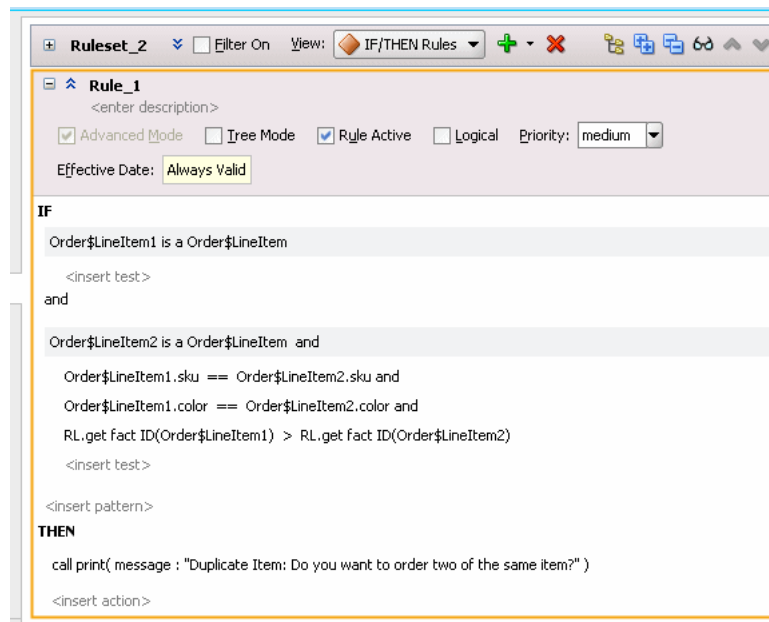 Ruleset_2 Filter On View: IF/THEN Rules
Rule_1
<enter description>
Advanced Mode Tree Mode Rule Active Logical Priority: medium
Effective Date: Always Valid
IF
Order$LineItem1 is a Order$LineItem
<insert test>
and
Order$LineItem2 is a Order$LineItem and
Order$LineItem1.sku == Order$LineItem2.sku and
Order$LineItem1.color == Order$LineItem2.color and
RL.get fact ID(Order$LineItem1) > RL.get fact ID(Order$LineItem2)
<insert test>
<insert pattern>
THEN
call print( message : "Duplicate Item: Do you want to order two of the same item?" )
<insert action>